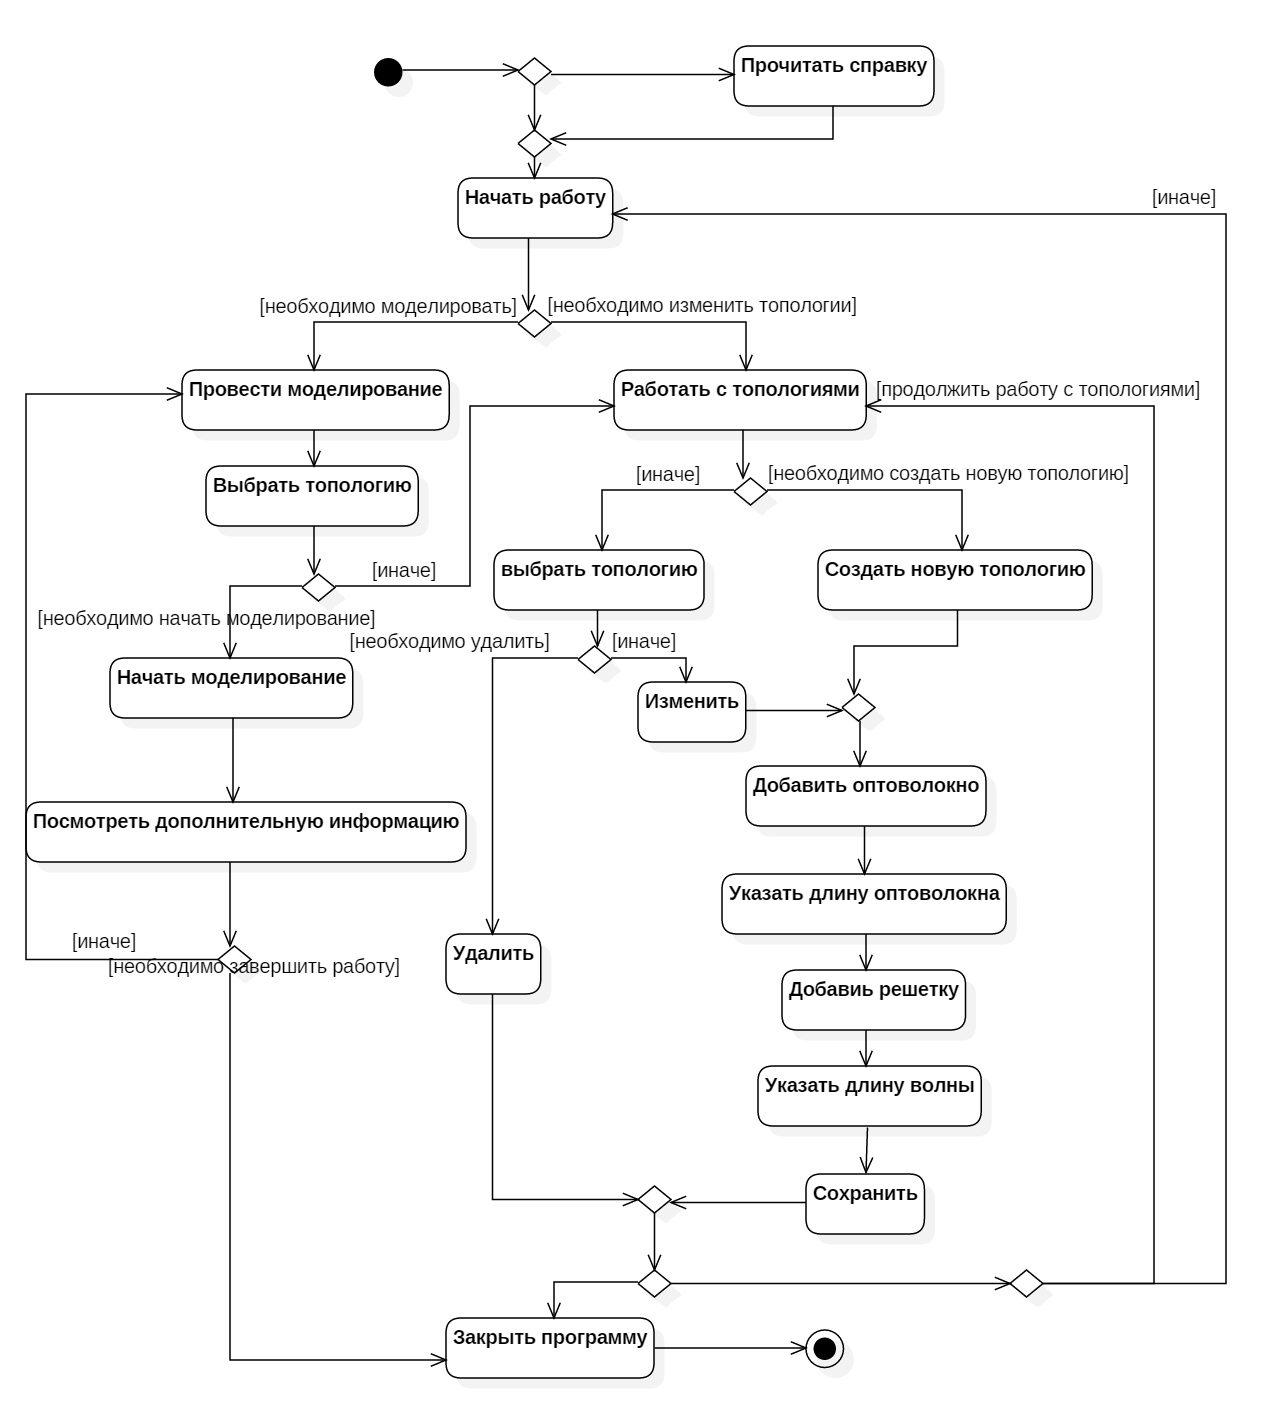 Прочитать справку
Начать работу
[иначе]
[необходимо моделировать]
[необходимо изменить топологии]
Провести моделирование
Работать с топологиями
[продолжить работу с топологиями]
Выбрать топологию
[иначе]
[необходимо создать новую топологию]
[иначе]
выбрать топологию
Создать новую топологию
[необходимо начать моделирование]
[необходимо удалить]
[иначе]
Начать моделирование
Изменить
Добавить оптоволокно
Посмотреть дополнительную информацию
Указать длину оптоволокна
[иначе]
[необходимо завершить работу]
Удалить
Добавиь решетку
Указать длину волны
Сохранить
Закрыть программу